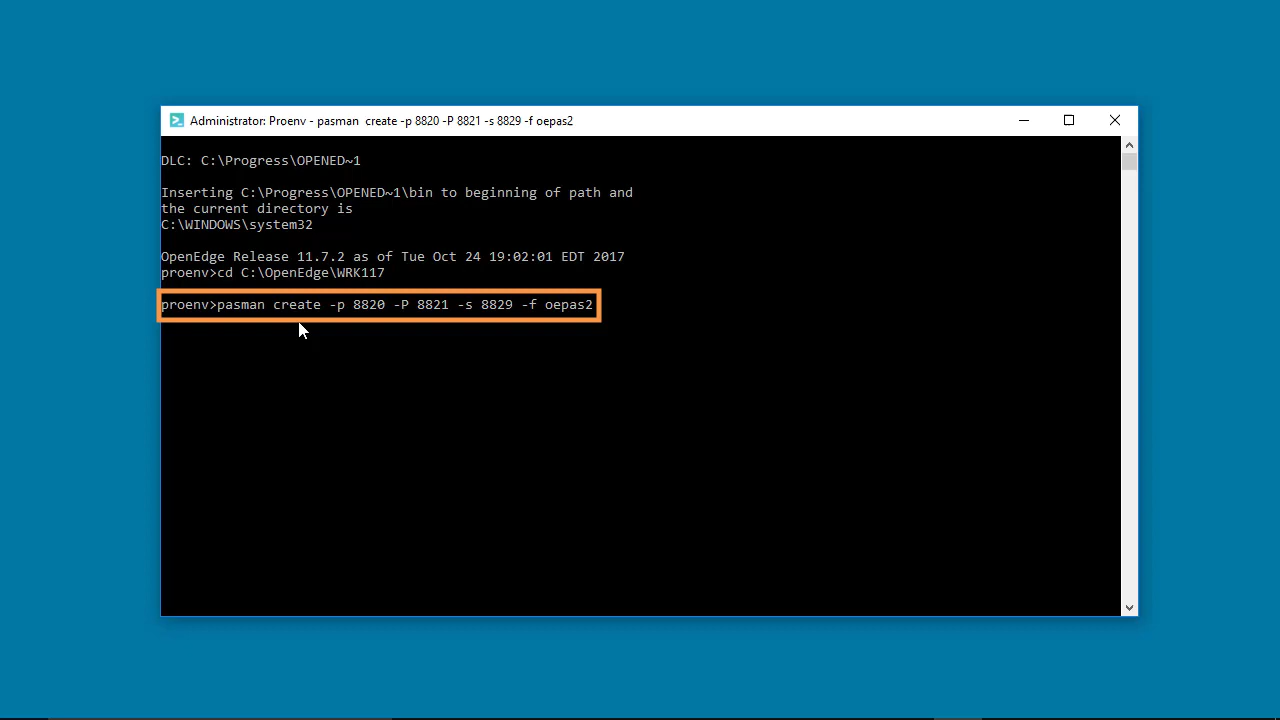 Administrator: Proenv - pasman  create -p 8820 -P 8821 -s 8829 -f oepas2
DLC: C:\Progress\OPENED~1
Inserting C:\Progress\OPENED~1\bin to beginning of path and
the current directory is
C:\WINDOWS\system32
OpenEdge Release 11.7.2 as of Tue Oct 24 19:02:01 EDT 2017
proenv>cd C:\OpenEdge\WRK117
proenv>pasman create -p 8820 -P 8821 -s 8829 -f oepas2